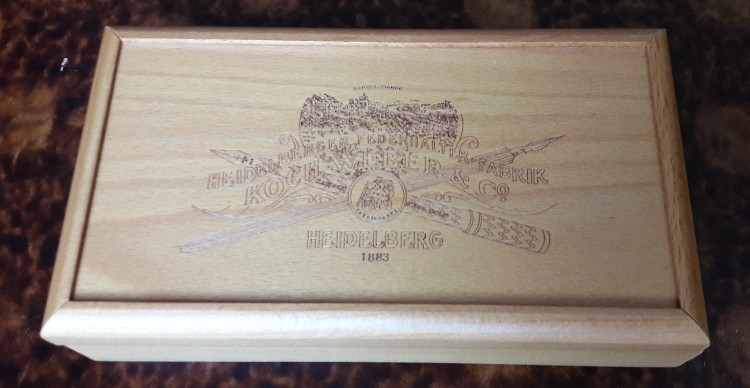 HEIDELBERGER FEDERHALTER-FABRIK
KOCH, WEBER & Co.
HEIDELBERG
1883